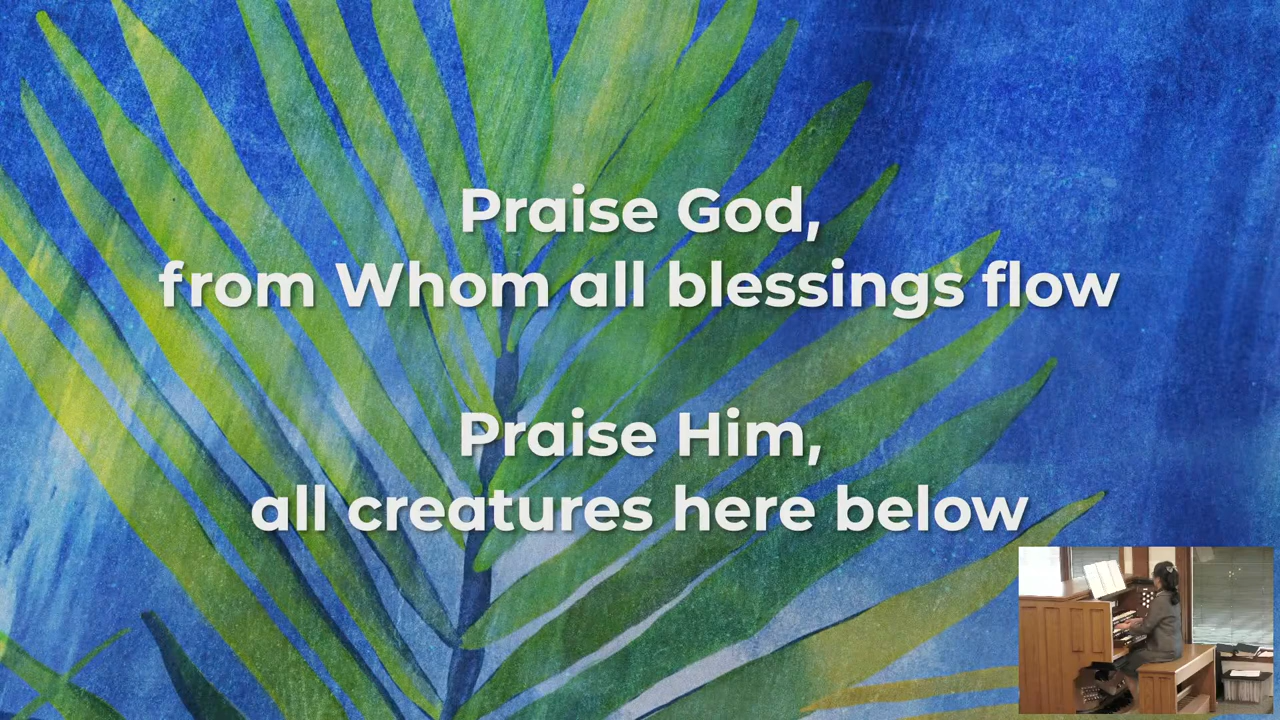 Praise God,
from Whom all blessings flow
Praise Him,
all creatures here below